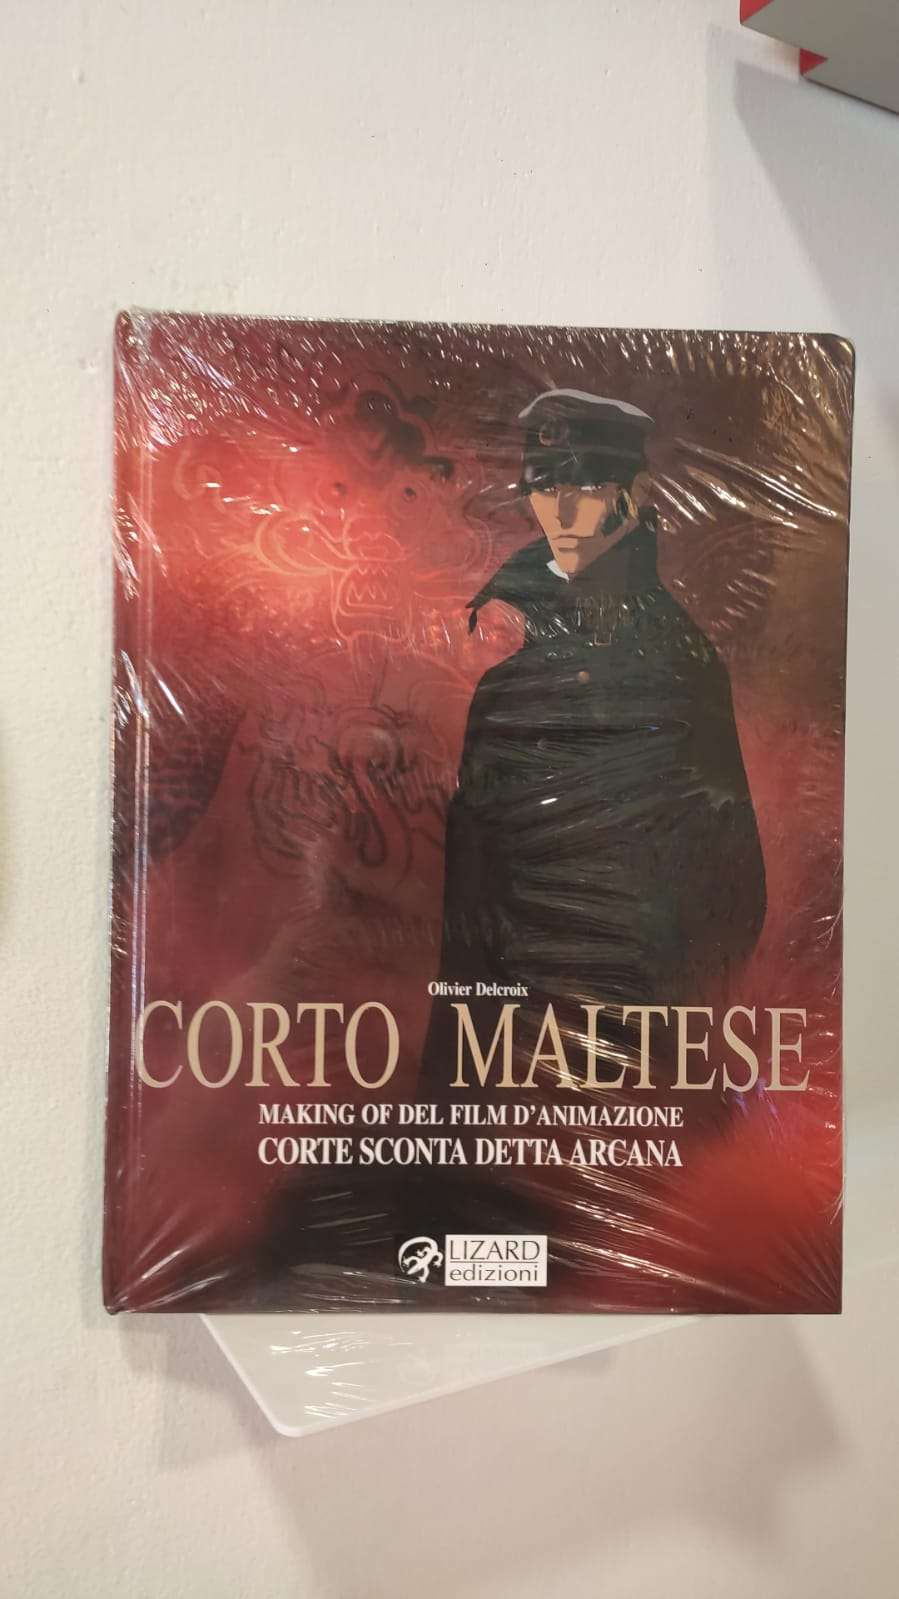 Olivier Delcroix
CORTO MALTESE
MAKING OF DEL FILM D'ANIMAZIONE
CORTE SCONTA DETTA ARCANA
LIZARD
edizioni